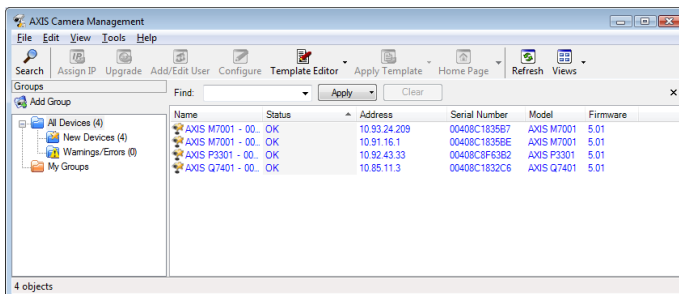 AXIS Camera Management
File Edit View Tools Help
Search Assign IP Upgrade Add/Edit User Configure Template Editor Apply Template Home Page Refresh Views
Groups
Add Group
Find: Apply Clear
All Devices (4)
New Devices (4)
Warnings/Errors (0)
My Groups
Name Status Address Serial Number Model Firmware
AXIS M7001 - 00... OK 10.93.24.209 00408C1835B7 AXIS M7001 5.01
AXIS M7001 - 00... OK 10.91.16.1 00408C1835BE AXIS M7001 5.01
AXIS P3301 - 00... OK 10.92.43.33 00408C8F63B2 AXIS P3301 5.01
AXIS Q7401 - 00... OK 10.85.11.3 00408C1832C6 AXIS Q7401 5.01
4 objects